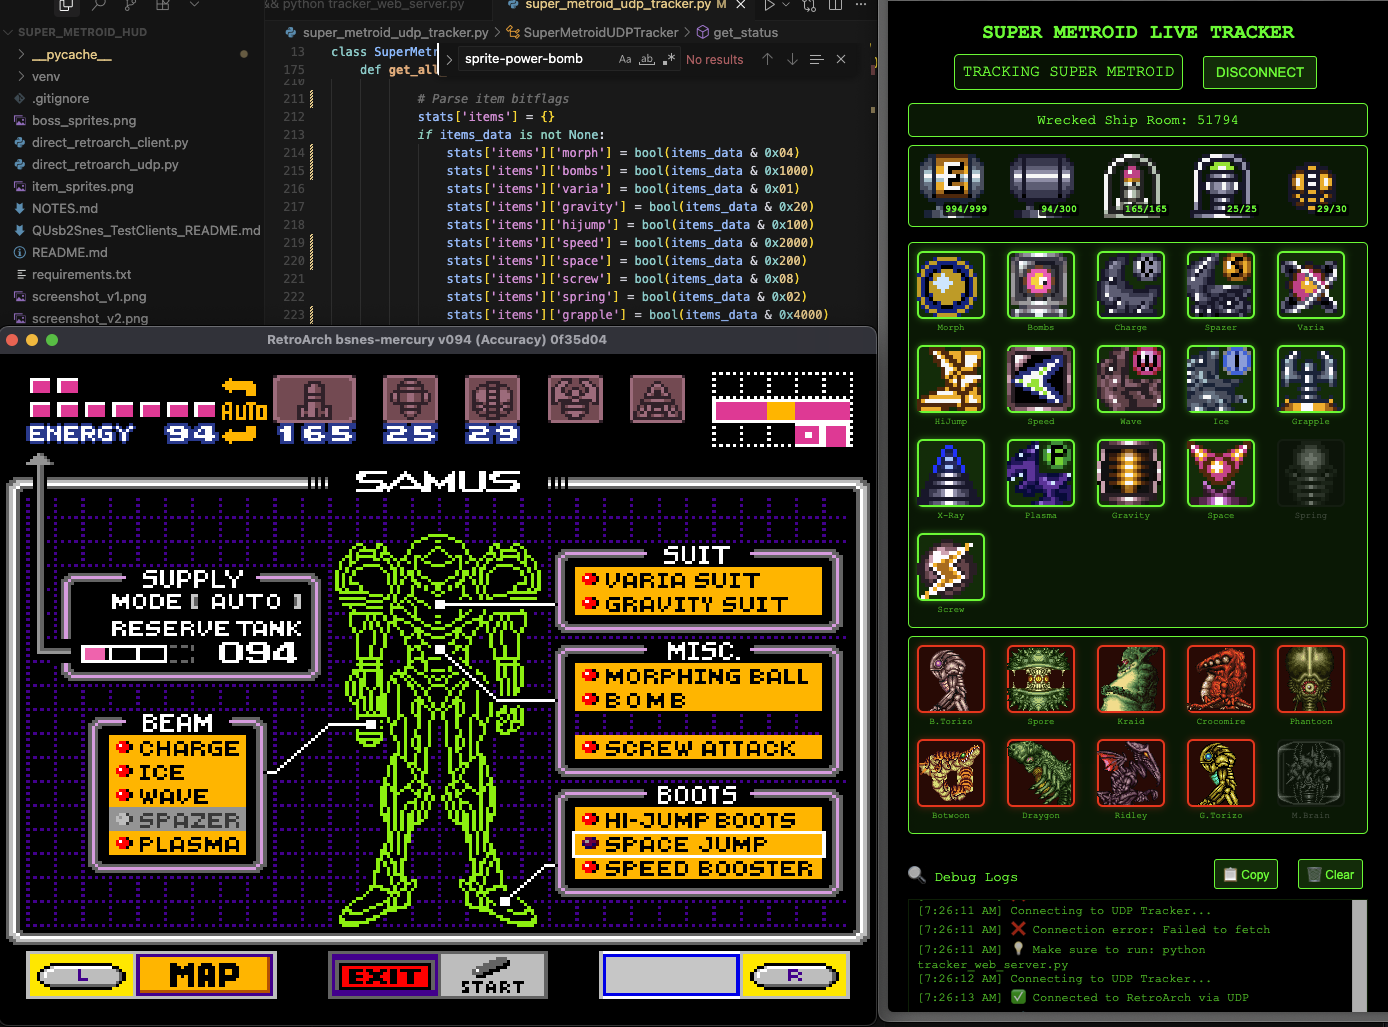 && python tracker_web_server.py
super_metroid_udp_tracker.py M
SUPER_METROID_HUD
__pycache__
venv
.gitignore
boss_sprites.png
direct_retroarch_client.py
direct_retroarch_udp.py
item_sprites.png
NOTES.md
QUsb2Snes_TestClients_README.md
README.md
requirements.txt
screenshot_v1.png
screenshot_v2.png
super_metroid_udp_tracker.py > SuperMetroidUDPTracker > get_status
13 class SuperMetr
175 def get_all
sprite-power-bomb Aa ab .* No results
210
211 # Parse item bitflags
212 stats['items'] = {}
213 if items_data is not None:
214 stats['items']['morph'] = bool(items_data & 0x04)
215 stats['items']['bombs'] = bool(items_data & 0x1000)
216 stats['items']['varia'] = bool(items_data & 0x01)
217 stats['items']['gravity'] = bool(items_data & 0x20)
218 stats['items']['hijump'] = bool(items_data & 0x100)
219 stats['items']['speed'] = bool(items_data & 0x2000)
220 stats['items']['space'] = bool(items_data & 0x200)
221 stats['items']['screw'] = bool(items_data & 0x08)
222 stats['items']['spring'] = bool(items_data & 0x02)
223 stats['items']['grapple'] = bool(items_data & 0x4000)
RetroArch bsnes-mercury v094 (Accuracy) 0f35d04
AUTO
ENERGY 94
165 25 29
SAMUS
SUPPLY
MODE [ AUTO ]
RESERVE TANK
094
BEAM
CHARGE
ICE
WAVE
SPAZER
PLASMA
SUIT
VARIA SUIT
GRAVITY SUIT
MISC.
MORPHING BALL
BOMB
SCREW ATTACK
BOOTS
HI-JUMP BOOTS
SPACE JUMP
SPEED BOOSTER
L MAP EXIT START R
SUPER METROID LIVE TRACKER
TRACKING SUPER METROID DISCONNECT
Wrecked Ship Room: 51794
E
994/999 94/300 165/165 25/25 29/30
C S
Morph Bombs Charge Spazer Varia
W I
HiJump Speed Wave Ice Grapple
P
X-Ray Plasma Gravity Space Spring
Screw
B.Torizo Spore Kraid Crocomire Phantoon
Botwoon Draygon Ridley G.Torizo M.Brain
🔍 Debug Logs 📋 Copy 🗑️ Clear
[7:26:11 AM] Connecting to UDP Tracker...
[7:26:11 AM] ❌ Connection error: Failed to fetch
[7:26:11 AM] 💡 Make sure to run: python
tracker_web_server.py
[7:26:12 AM] Connecting to UDP Tracker...
[7:26:13 AM] ✅ Connected to RetroArch via UDP